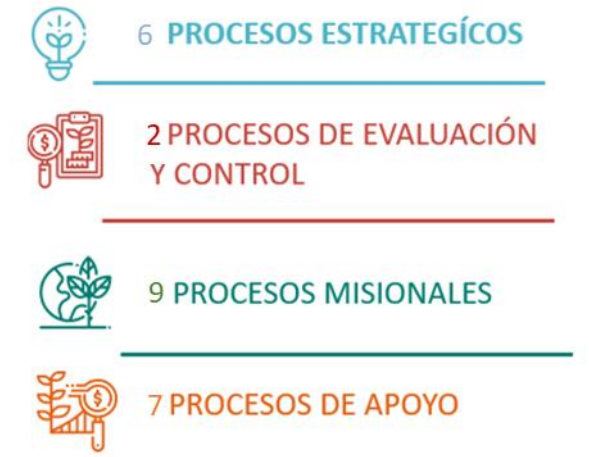 6 PROCESOS ESTRATEGÍCOS
2 PROCESOS DE EVALUACIÓN
Y CONTROL
9 PROCESOS MISIONALES
7 PROCESOS DE APOYO